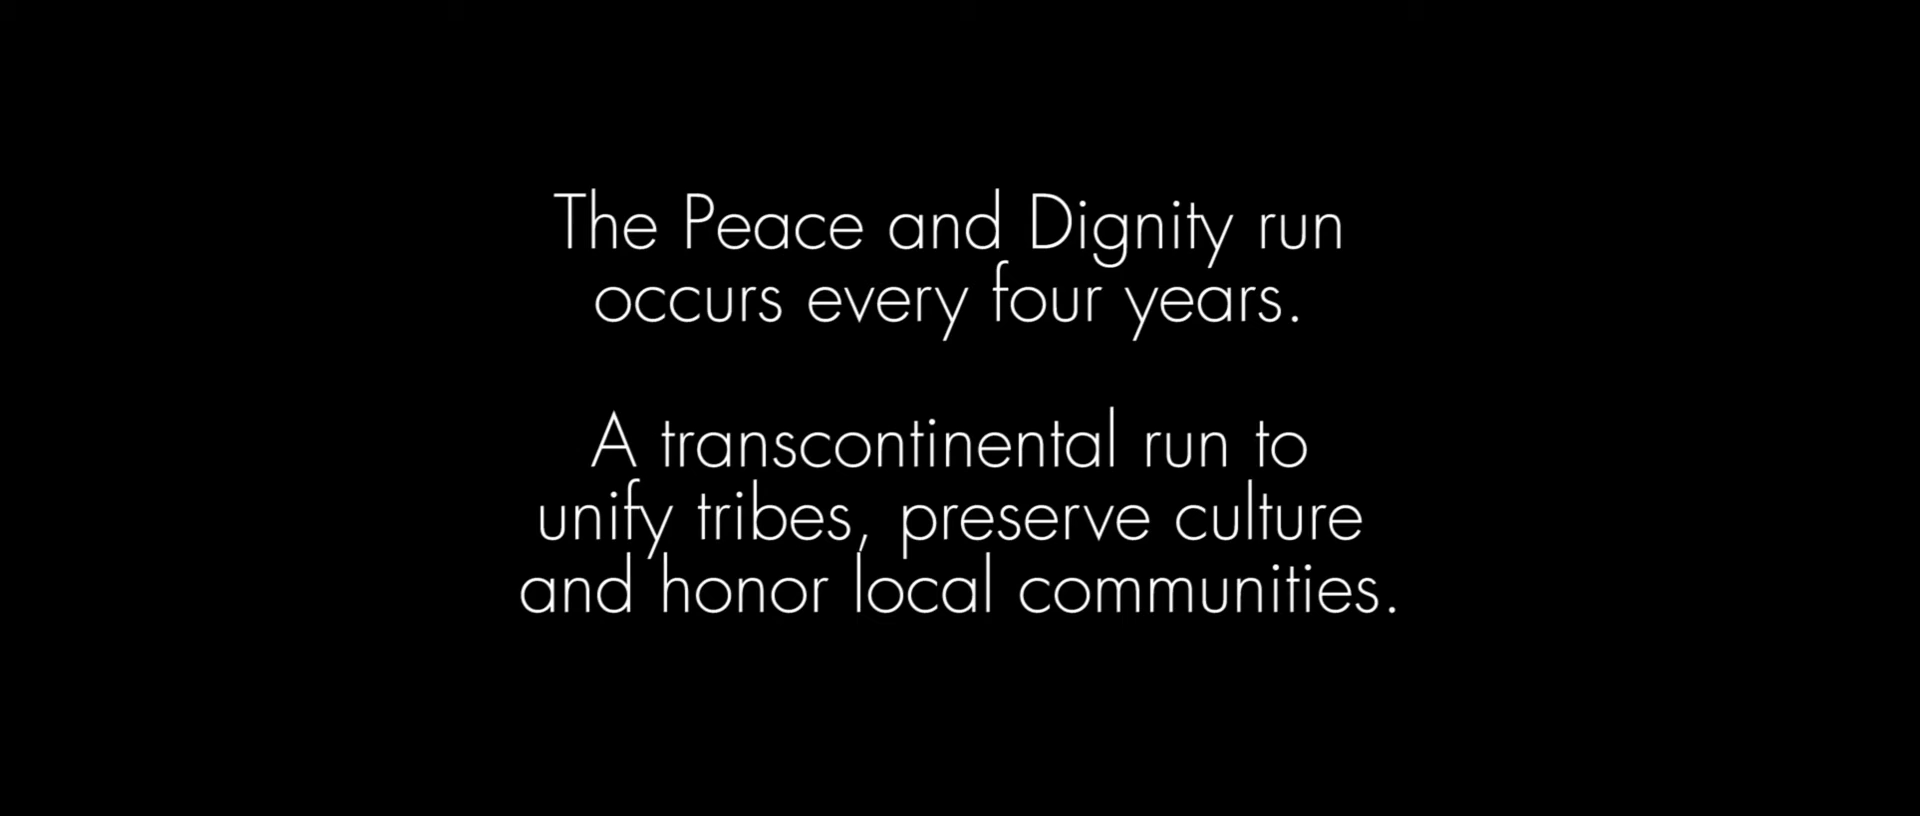 The Peace and Dignity run
occurs every four years.
A transcontinental run to
unify tribes, preserve culture
and honor local communities.